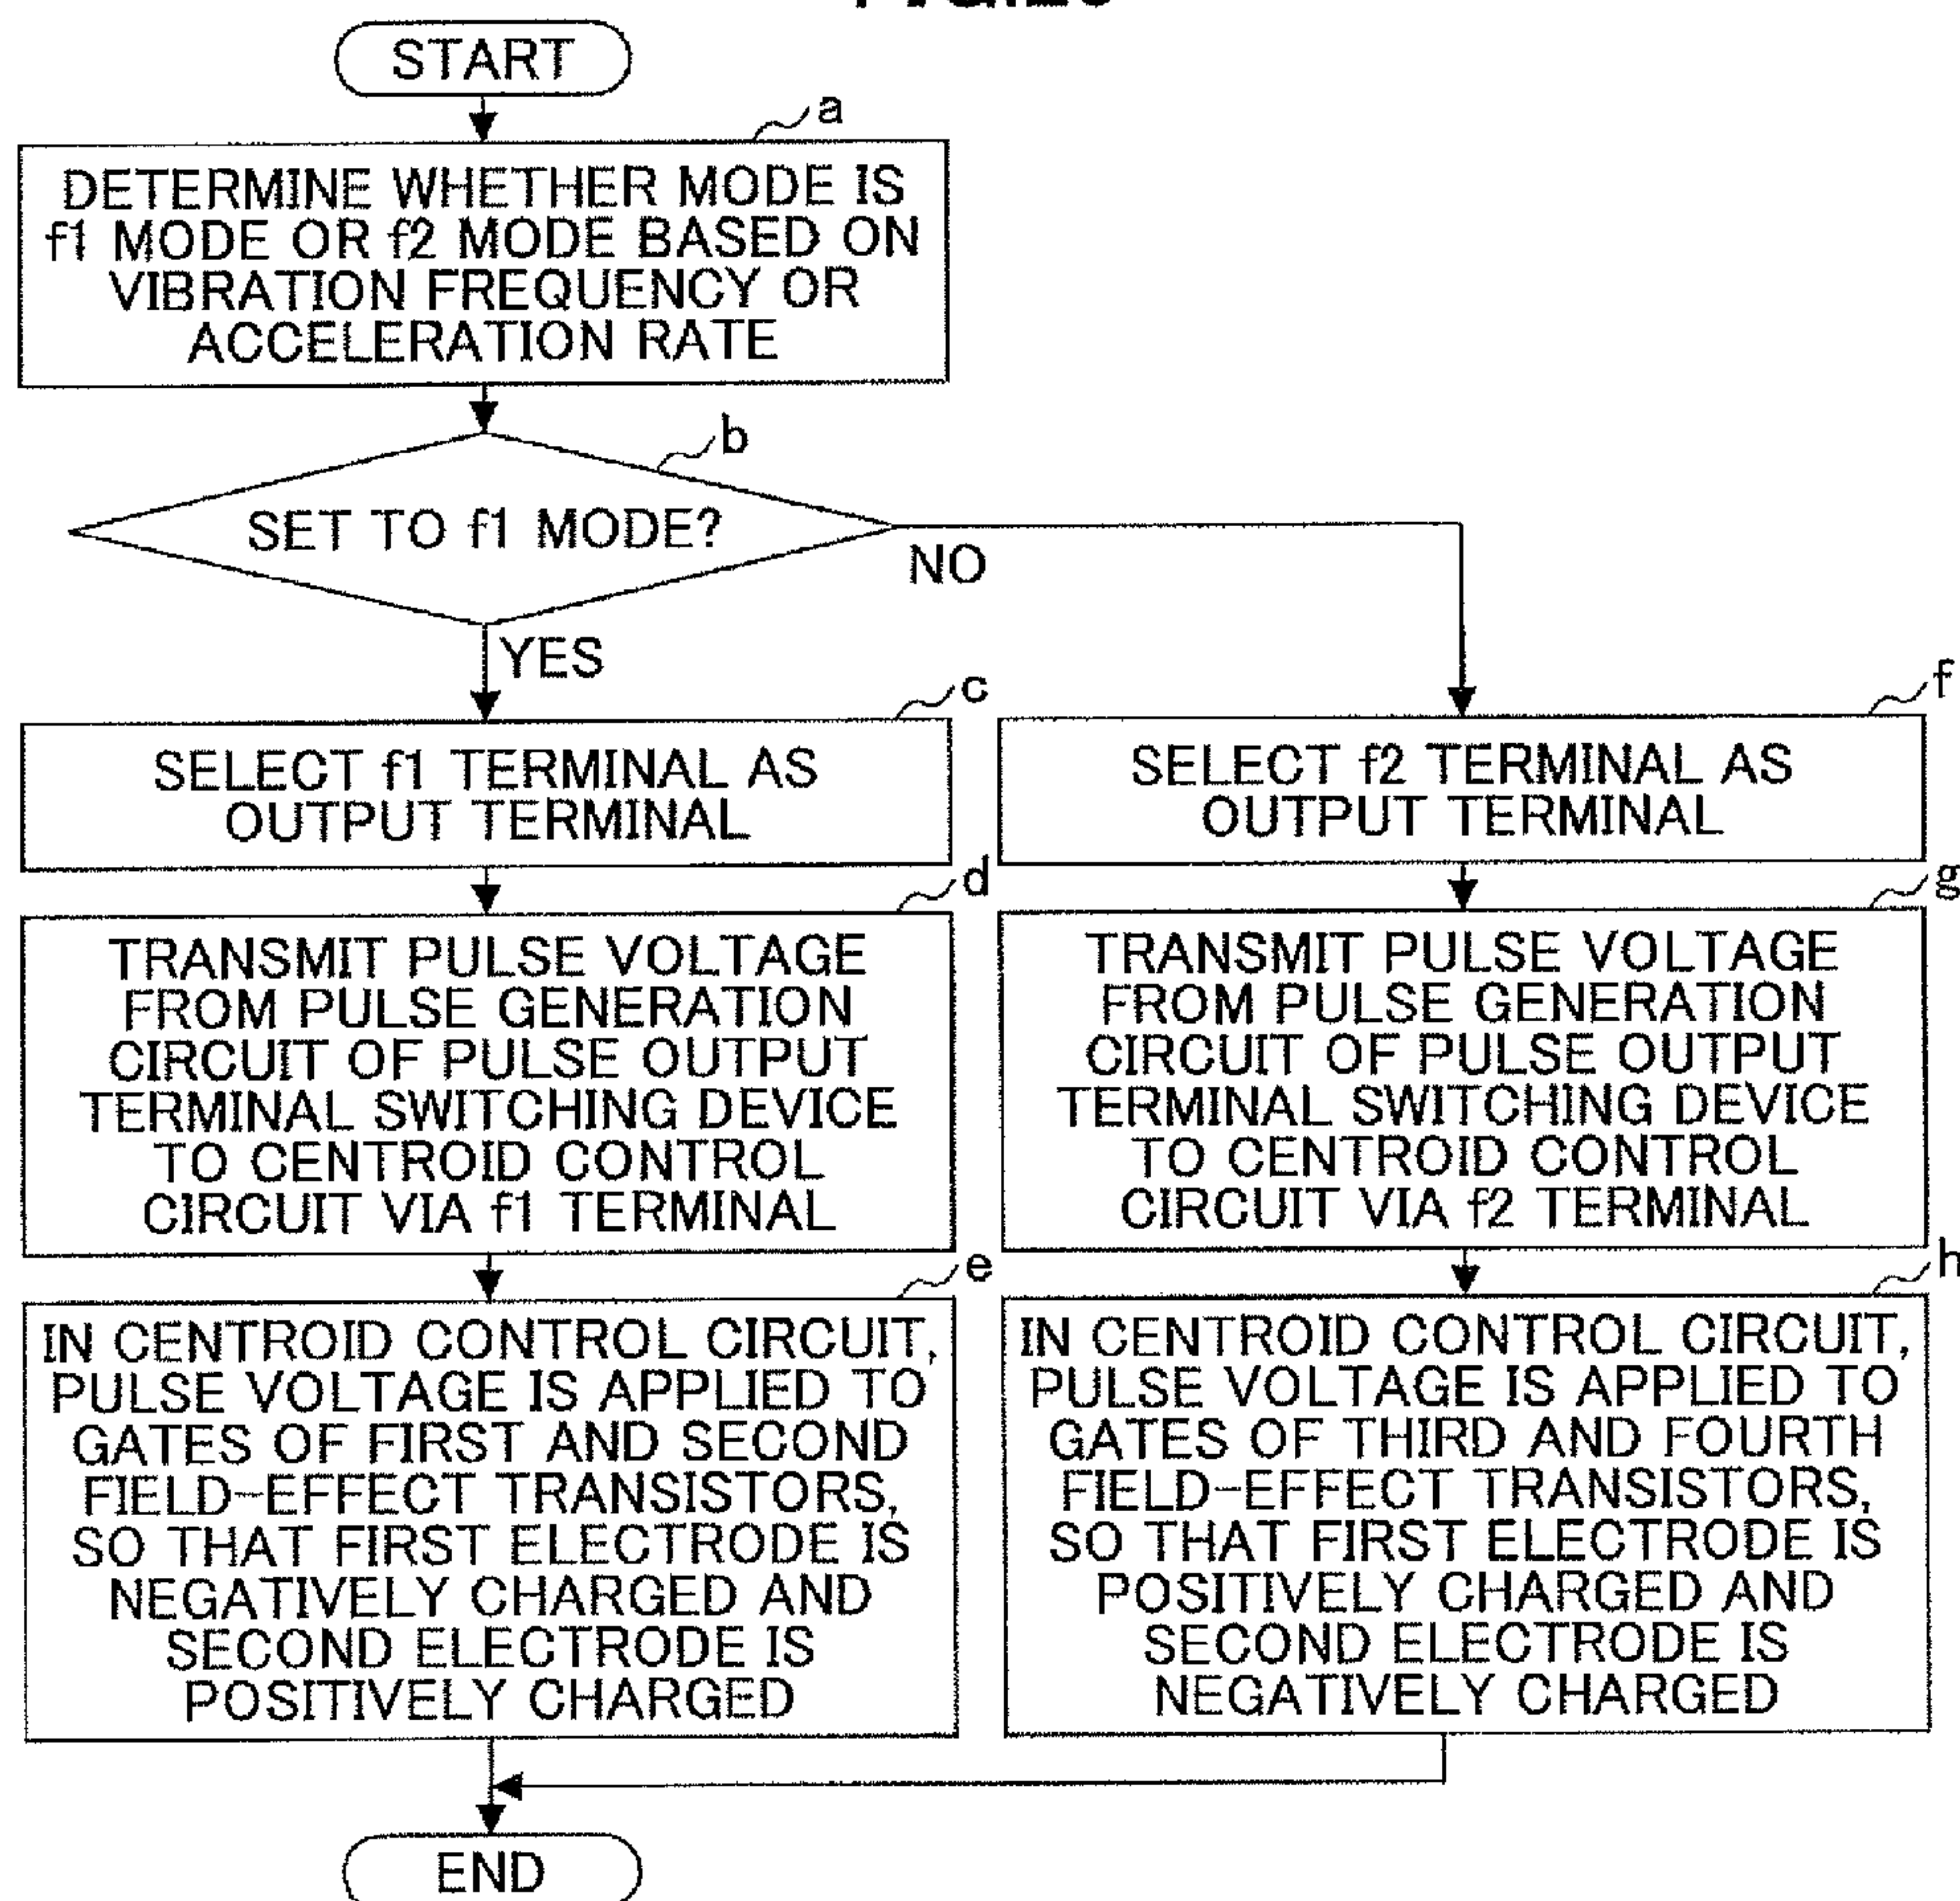 START
a
DETERMINE WHETHER MODE IS
f1 MODE OR f2 MODE BASED ON
VIBRATION FREQUENCY OR
ACCELERATION RATE
b
SET TO f1 MODE?
NO
YES
c
SELECT f1 TERMINAL AS
OUTPUT TERMINAL
d
TRANSMIT PULSE VOLTAGE
FROM PULSE GENERATION
CIRCUIT OF PULSE OUTPUT
TERMINAL SWITCHING DEVICE
TO CENTROID CONTROL
CIRCUIT VIA f1 TERMINAL
e
IN CENTROID CONTROL CIRCUIT,
PULSE VOLTAGE IS APPLIED TO
GATES OF FIRST AND SECOND
FIELD-EFFECT TRANSISTORS,
SO THAT FIRST ELECTRODE IS
NEGATIVELY CHARGED AND
SECOND ELECTRODE IS
POSITIVELY CHARGED
f
SELECT f2 TERMINAL AS
OUTPUT TERMINAL
g
TRANSMIT PULSE VOLTAGE
FROM PULSE GENERATION
CIRCUIT OF PULSE OUTPUT
TERMINAL SWITCHING DEVICE
TO CENTROID CONTROL
CIRCUIT VIA f2 TERMINAL
h
IN CENTROID CONTROL CIRCUIT,
PULSE VOLTAGE IS APPLIED TO
GATES OF THIRD AND FOURTH
FIELD-EFFECT TRANSISTORS,
SO THAT FIRST ELECTRODE IS
POSITIVELY CHARGED AND
SECOND ELECTRODE IS
NEGATIVELY CHARGED
END